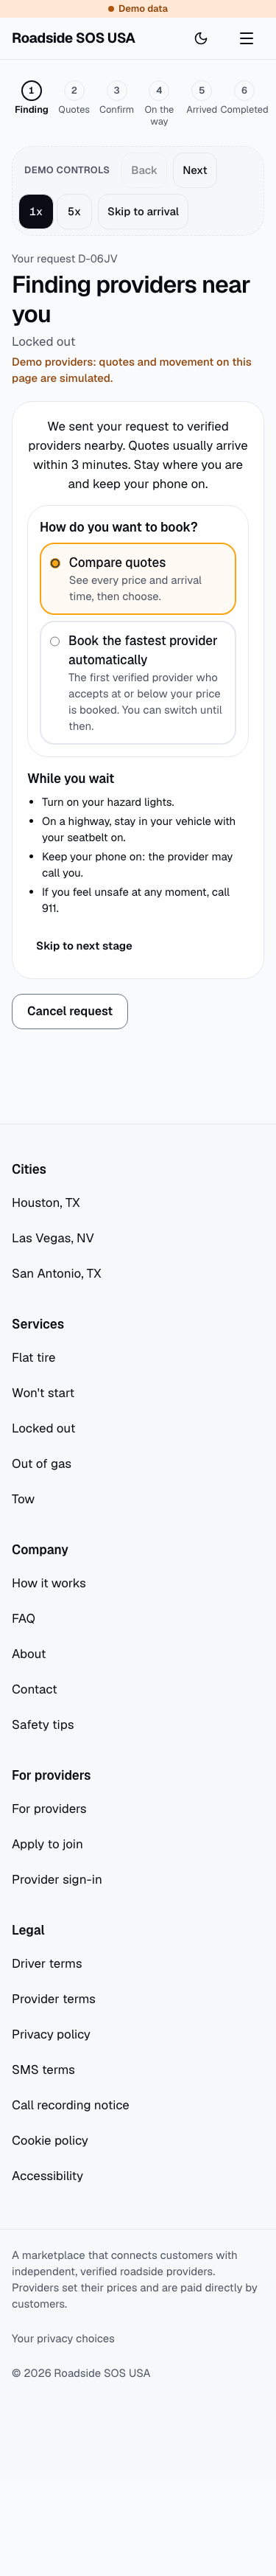 Demo data
Roadside SOS USA
1 2 3 4 5 6
Finding Quotes Confirm On the way Arrived Completed
DEMO CONTROLS Back Next
1x 5x Skip to arrival
Your request D-06JV
Finding providers near
you
Locked out
Demo providers: quotes and movement on this
page are simulated.
We sent your request to verified
providers nearby. Quotes usually arrive
within 3 minutes. Stay where you are
and keep your phone on.
How do you want to book?
Compare quotes
See every price and arrival
time, then choose.
Book the fastest provider
automatically
The first verified provider who
accepts at or below your price
is booked. You can switch until
then.
While you wait
• Turn on your hazard lights.
• On a highway, stay in your vehicle with
your seatbelt on.
• Keep your phone on: the provider may
call you.
• If you feel unsafe at any moment, call
911.
Skip to next stage
Cancel request
Cities
Houston, TX
Las Vegas, NV
San Antonio, TX
Services
Flat tire
Won't start
Locked out
Out of gas
Tow
Company
How it works
FAQ
About
Contact
Safety tips
For providers
For providers
Apply to join
Provider sign-in
Legal
Driver terms
Provider terms
Privacy policy
SMS terms
Call recording notice
Cookie policy
Accessibility
A marketplace that connects customers with
independent, verified roadside providers.
Providers set their prices and are paid directly by
customers.
Your privacy choices
© 2026 Roadside SOS USA